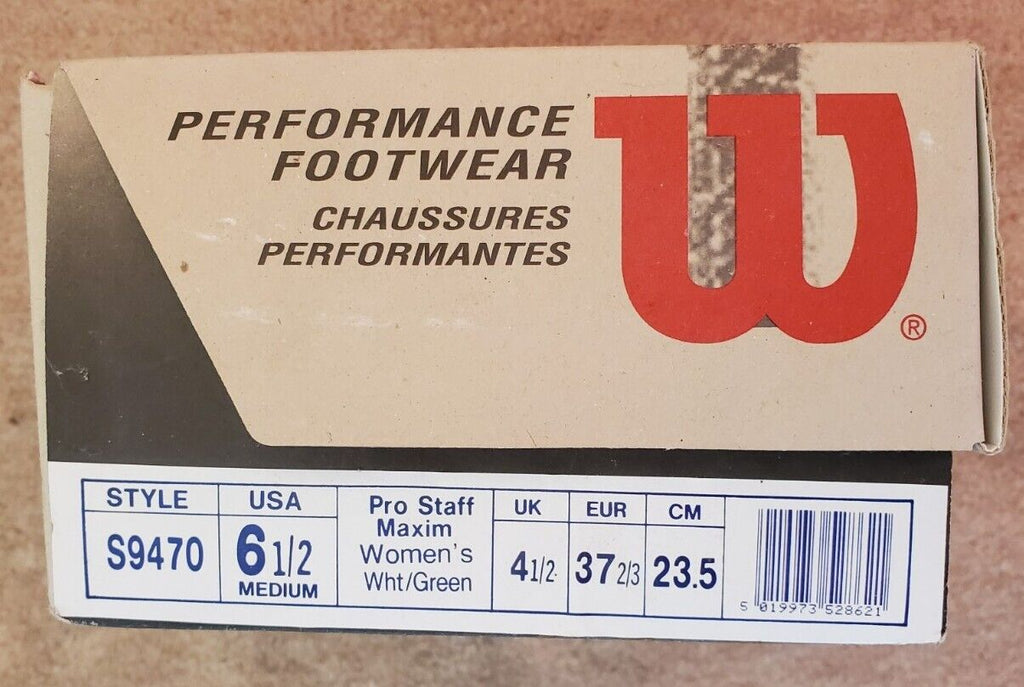 PERFORMANCE
FOOTWEAR
CHAUSSURES
PERFORMANTES
W
®
STYLE
S9470
USA
6 1/2
MEDIUM
Pro Staff
Maxim
Women's
Wht/Green
UK
4 1/2
EUR
37 2/3
CM
23.5
5 019973 528621